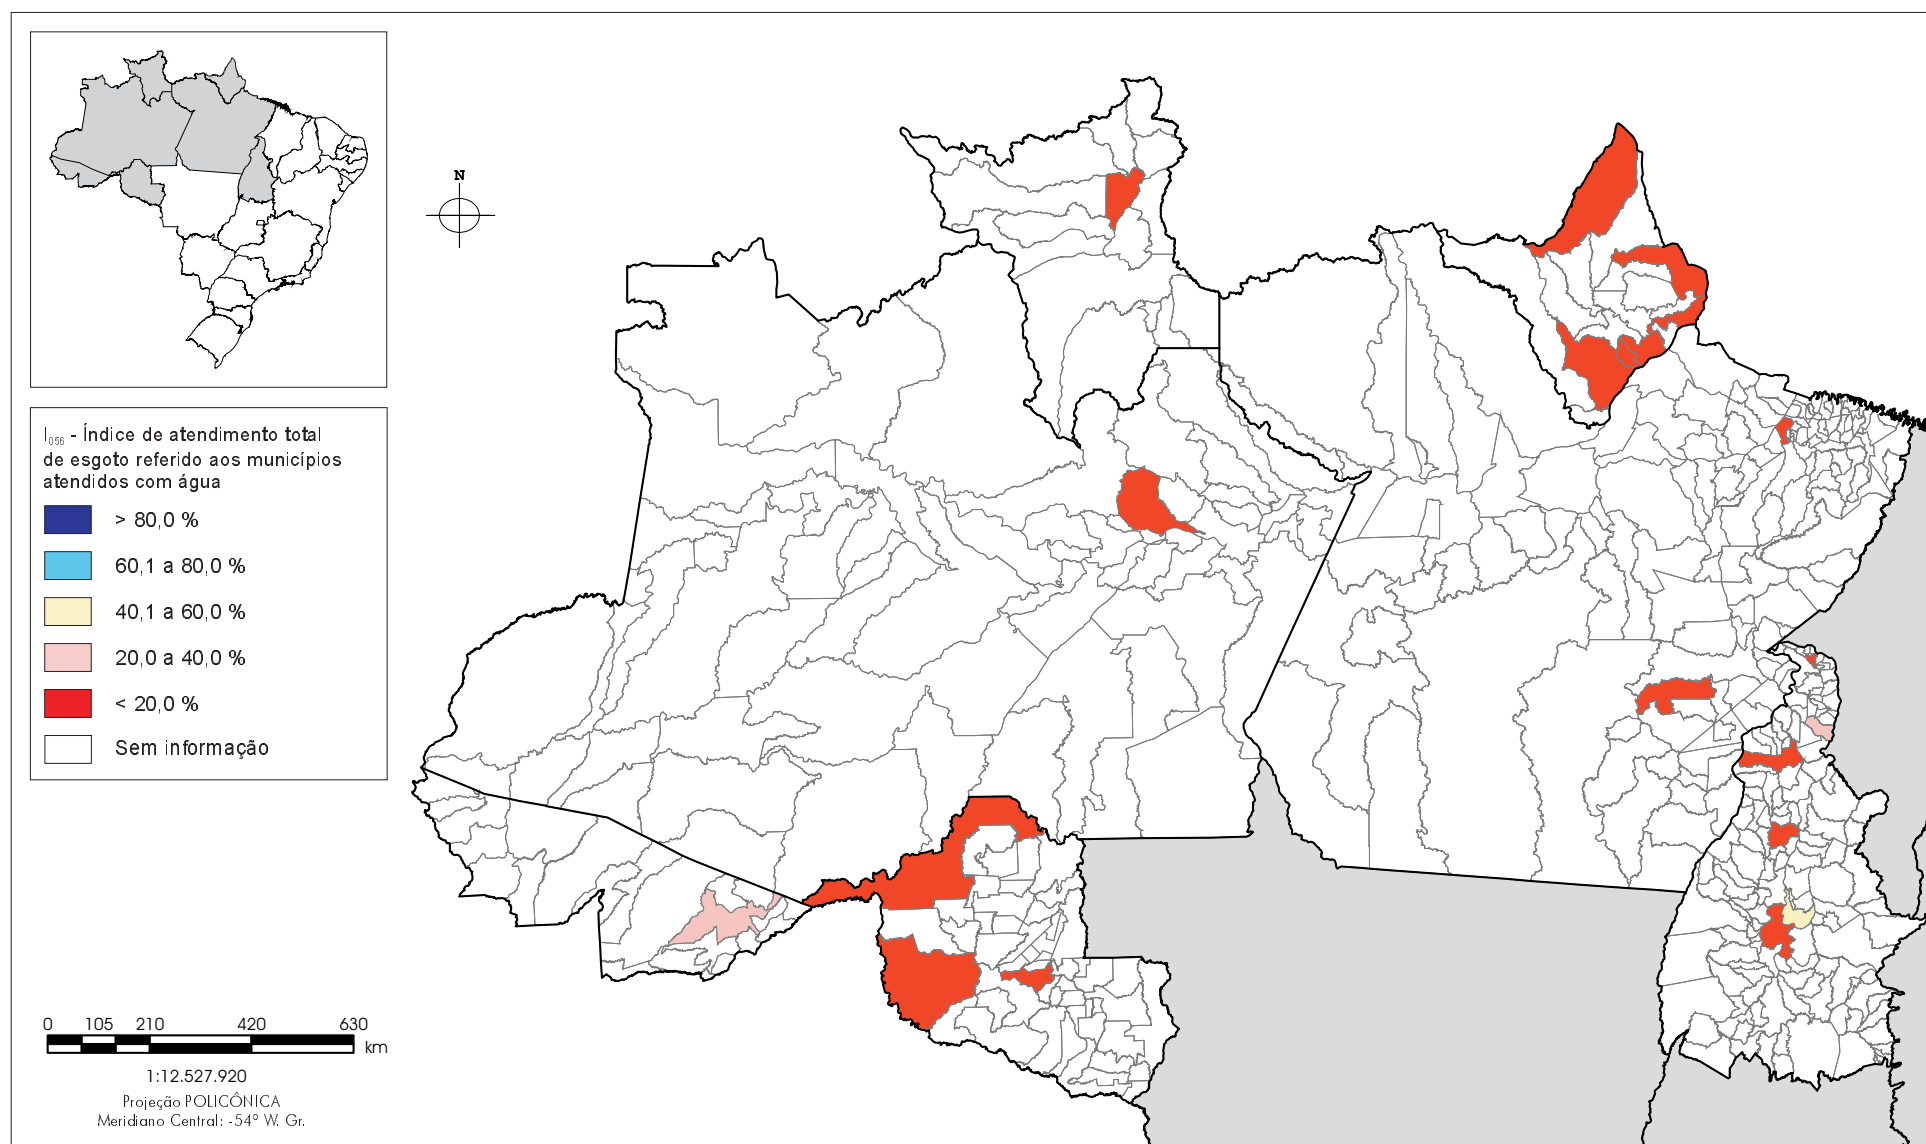 N
I056 - Índice de atendimento total
de esgoto referido aos municípios
atendidos com água
> 80,0 %
60,1 a 80,0 %
40,1 a 60,0 %
20,0 a 40,0 %
< 20,0 %
Sem informação
0 105 210 420 630
km
1:12.527.920
Projeção POLICÔNICA
Meridiano Central: -54º W. Gr.